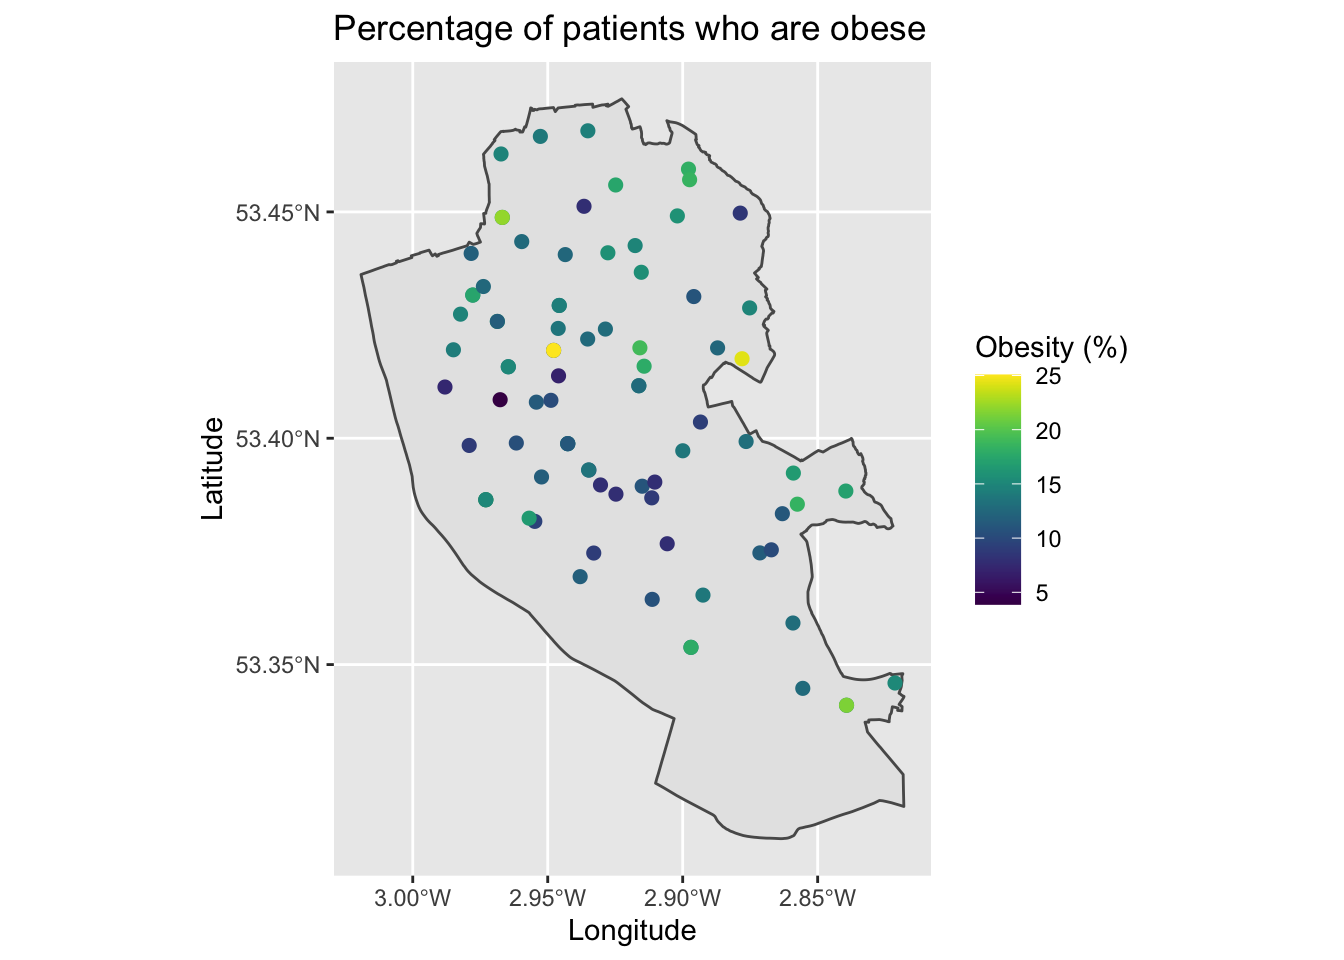 Percentage of patients who are obese
53.45°N
53.40°N
53.35°N
Latitude
3.00°W 2.95°W 2.90°W 2.85°W
Longitude
Obesity (%)
25
20
15
10
5